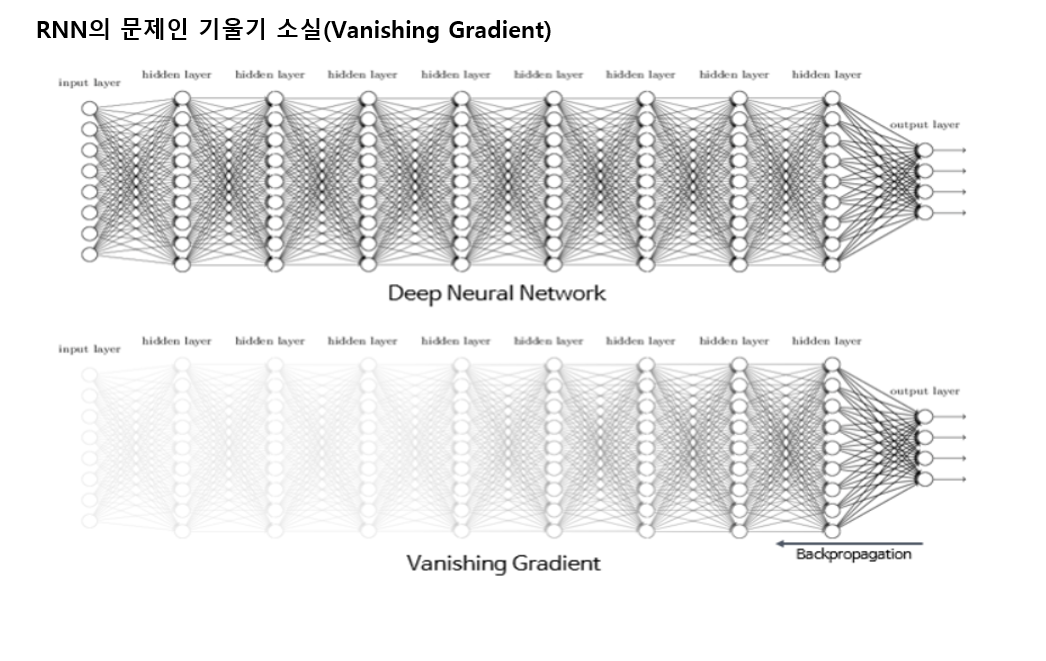 RNN의 문제인 기울기 소실(Vanishing Gradient)
input layer hidden layer hidden layer hidden layer hidden layer hidden layer hidden layer hidden layer hidden layer
output layer
Deep Neural Network
input layer hidden layer hidden layer hidden layer hidden layer hidden layer hidden layer hidden layer hidden layer
output layer
Backpropagation
Vanishing Gradient